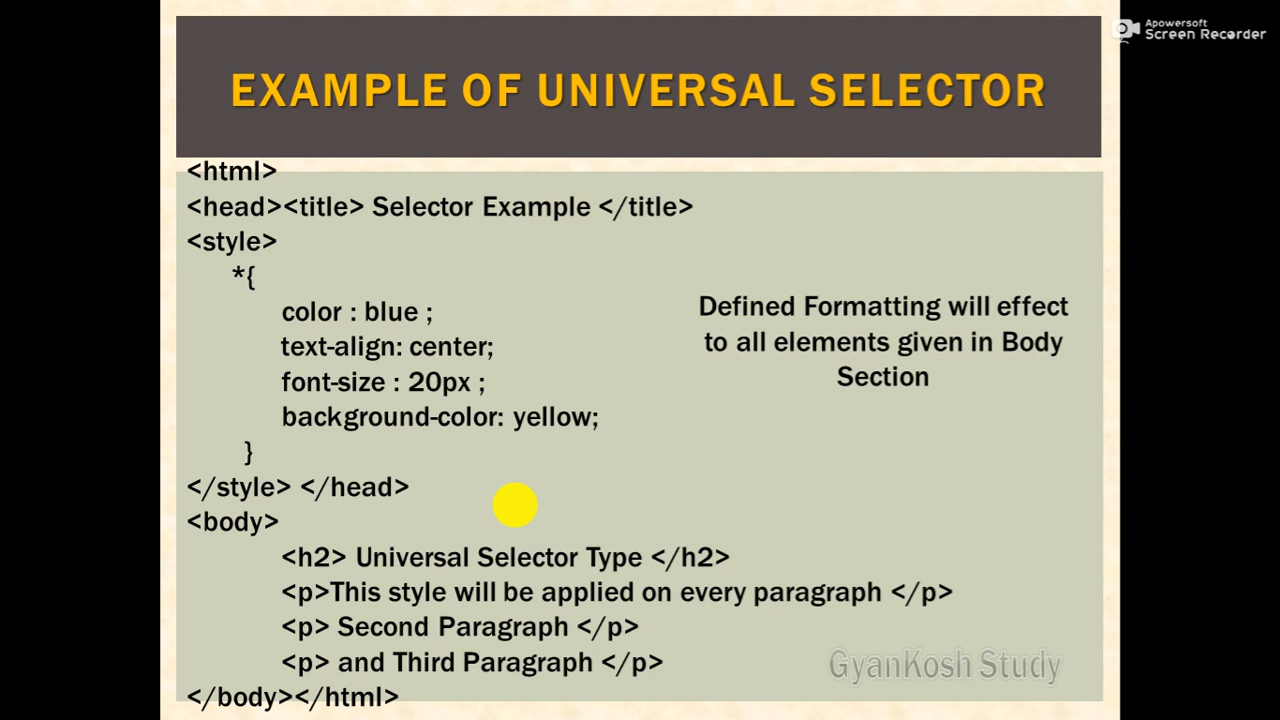 Apowersoft
Screen Recorder
EXAMPLE OF UNIVERSAL SELECTOR
<html>
<head><title> Selector Example </title>
<style>
*{
color : blue ;
text-align: center;
font-size : 20px ;
background-color: yellow;
}
Defined Formatting will effect
to all elements given in Body
Section
</style> </head>
<body>
<h2> Universal Selector Type </h2>
<p>This style will be applied on every paragraph </p>
<p> Second Paragraph </p>
<p> and Third Paragraph </p>
GyanKosh Study
</body></html>